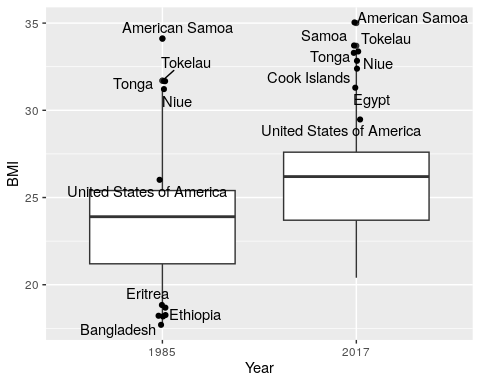 American Samoa
American Samoa
Samoa
Tokelau
Tokelau
Tonga
Niue
Tonga
Cook Islands
Niue
Egypt
United States of America
United States of America
Eritrea
Ethiopia
Bangladesh
35
30
25
20
BMI
1985
2017
Year